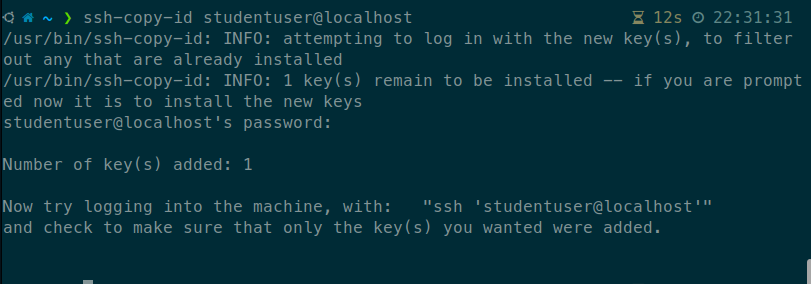 ~ ❯ ssh-copy-id studentuser@localhost 12s 22:31:31
/usr/bin/ssh-copy-id: INFO: attempting to log in with the new key(s), to filter
out any that are already installed
/usr/bin/ssh-copy-id: INFO: 1 key(s) remain to be installed -- if you are prompt
ed now it is to install the new keys
studentuser@localhost's password:
Number of key(s) added: 1
Now try logging into the machine, with:   "ssh 'studentuser@localhost'"
and check to make sure that only the key(s) you wanted were added.